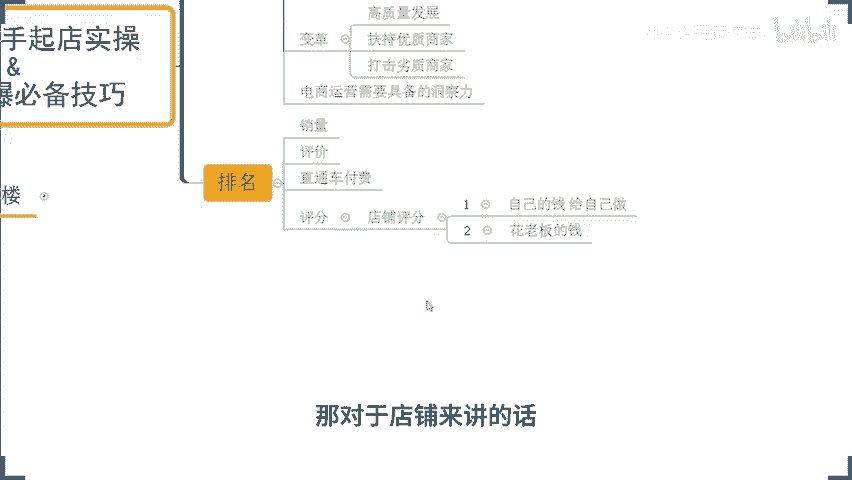 手起店实操
&
爆必备技巧
楼
高质量发展
变革
扶持优质商家
打击劣质商家
电商运营需要具备的洞察力
排名
销量
评价
直通车付费
评分
店铺评分
1 自己的钱 给自己做
2 花老板的钱
那对于店铺来讲的话
bilibili